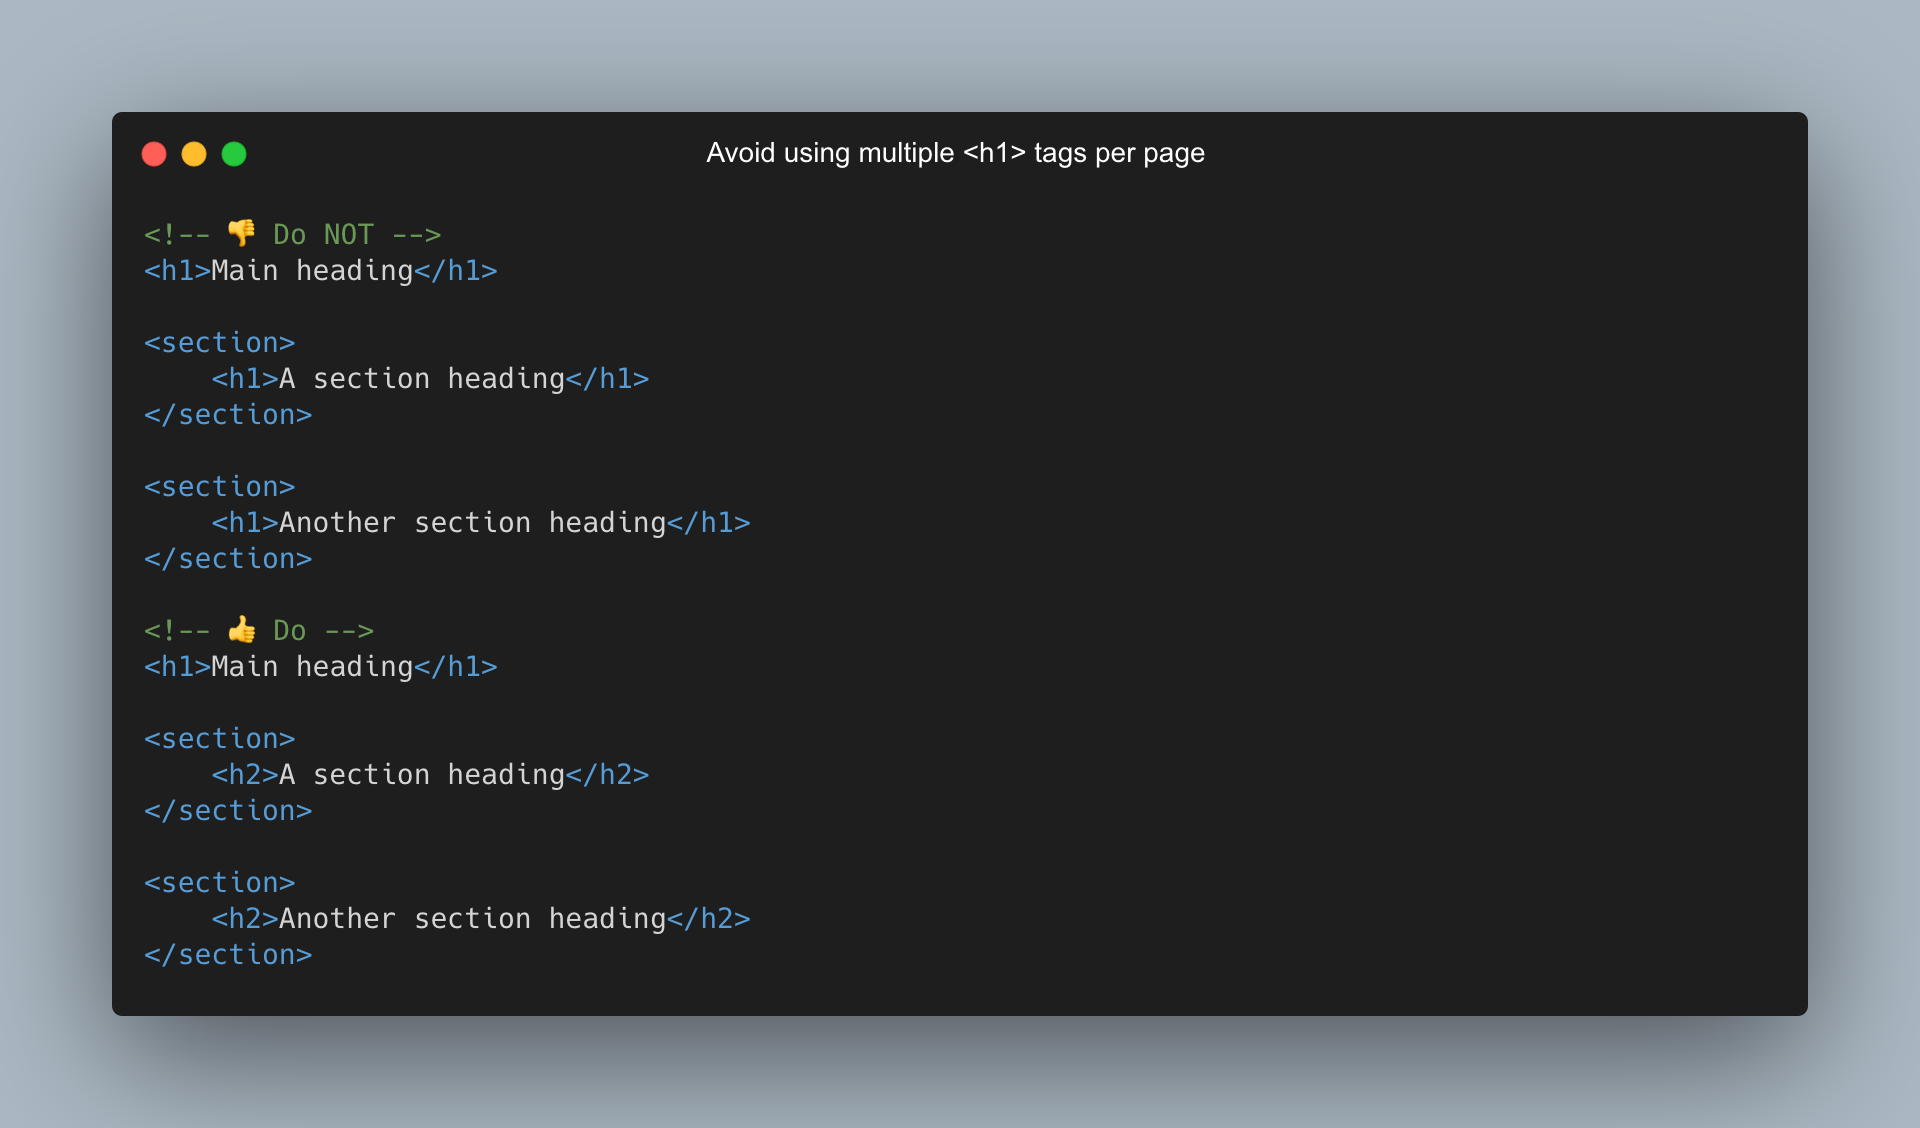 Avoid using multiple <h1> tags per page
<!-- 👎 Do NOT -->
<h1>Main heading</h1>
<section>
    <h1>A section heading</h1>
</section>
<section>
    <h1>Another section heading</h1>
</section>
<!-- 👍 Do -->
<h1>Main heading</h1>
<section>
    <h2>A section heading</h2>
</section>
<section>
    <h2>Another section heading</h2>
</section>